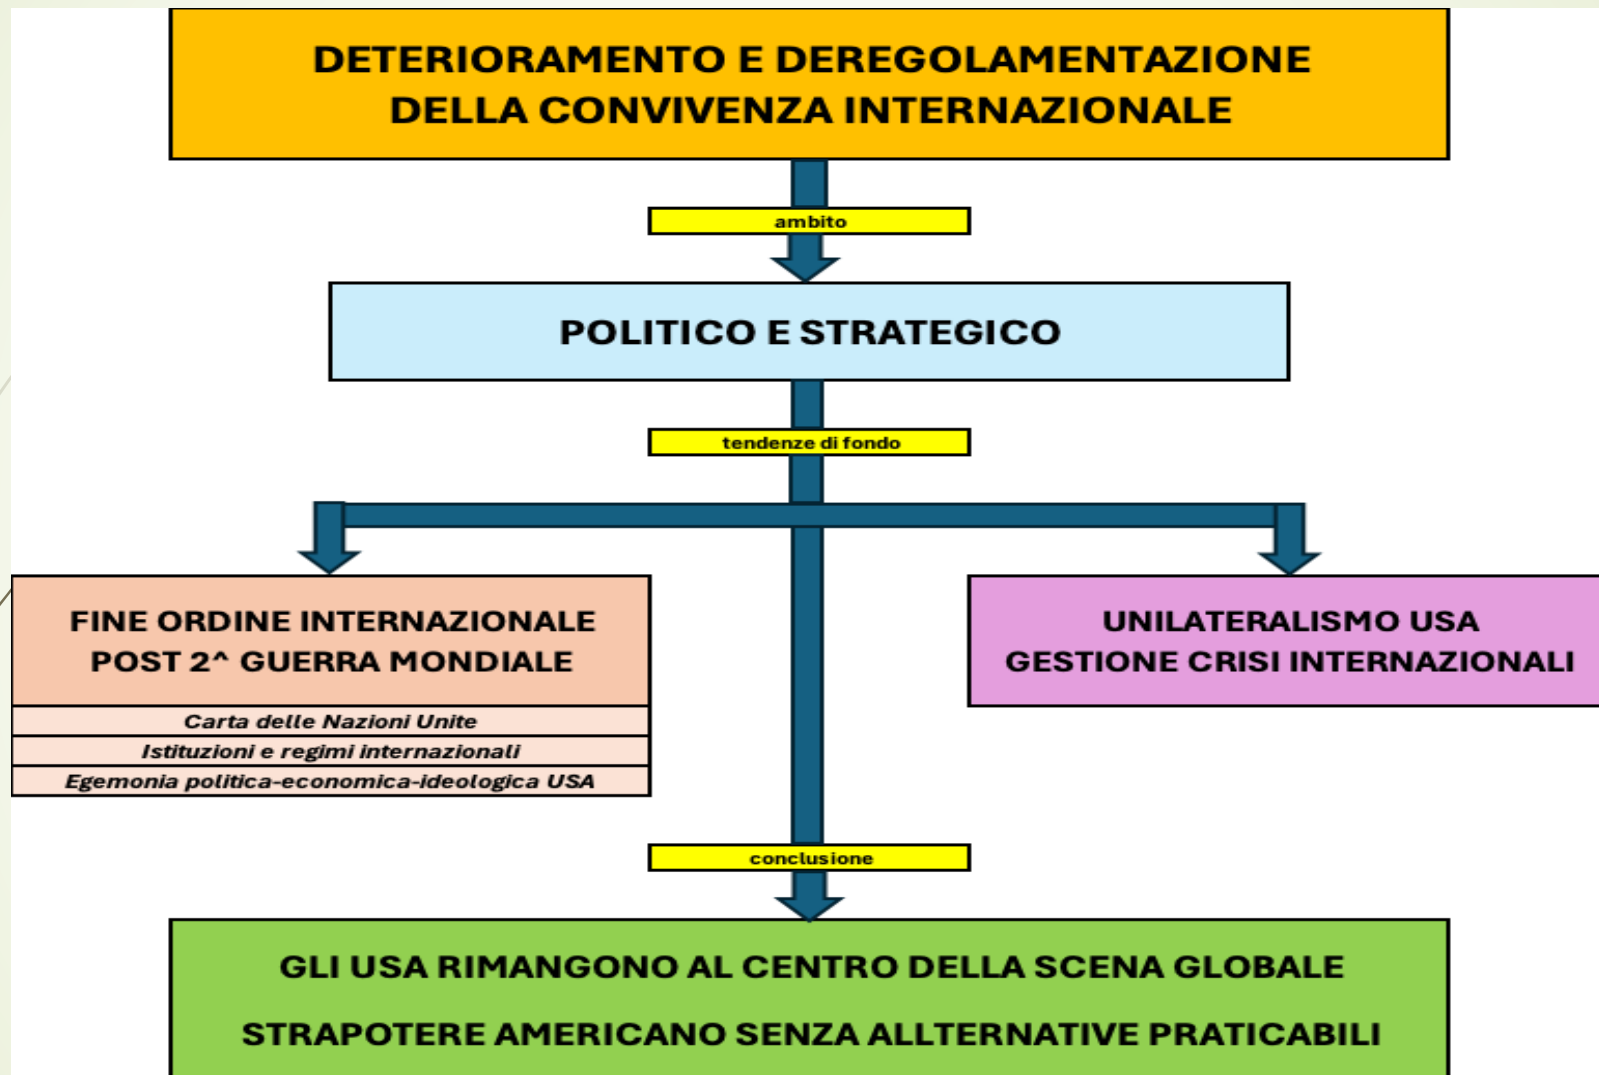 DETERIORAMENTO E DEREGOLAMENTAZIONE
DELLA CONVIVENZA INTERNAZIONALE
ambito
POLITICO E STRATEGICO
tendenze di fondo
FINE ORDINE INTERNAZIONALE
POST 2^ GUERRA MONDIALE
Carta delle Nazioni Unite
Istituzioni e regimi internazionali
Egemonia politica-economica-ideologica USA
UNILATERALISMO USA
GESTIONE CRISI INTERNAZIONALI
conclusione
GLI USA RIMANGONO AL CENTRO DELLA SCENA GLOBALE
STRAPOTERE AMERICANO SENZA ALLTERNATIVE PRATICABILI